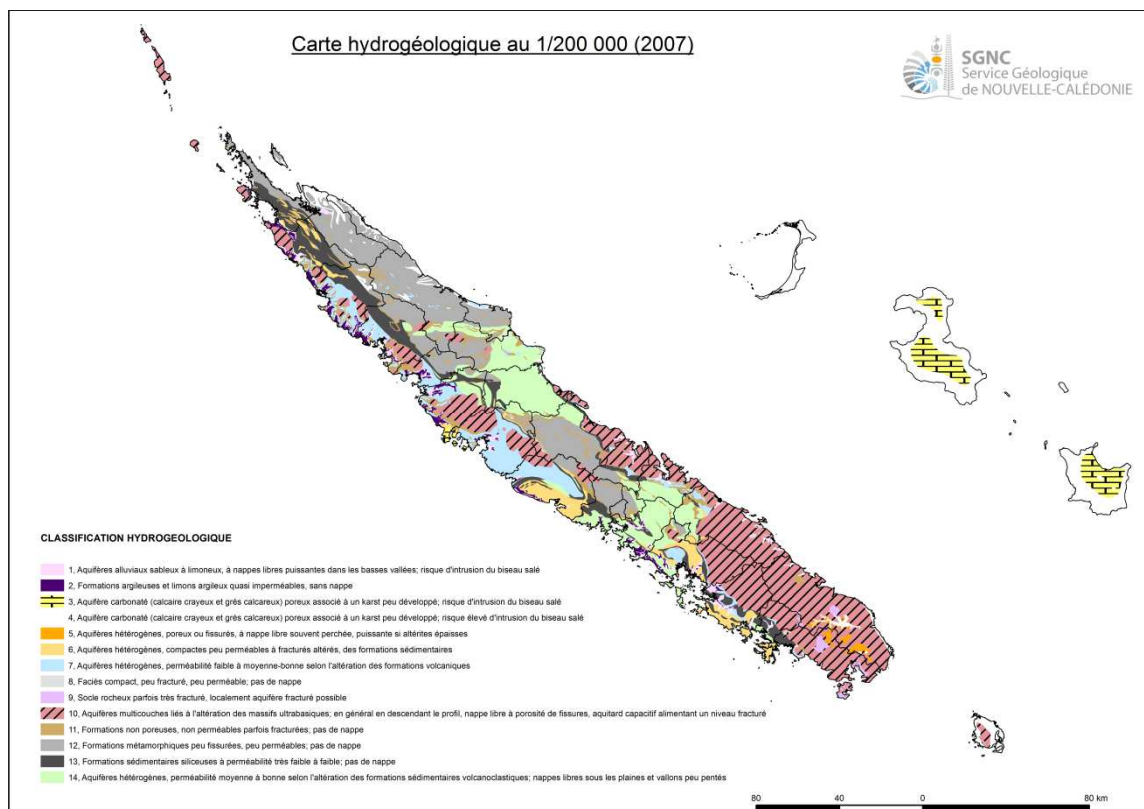 Carte hydrogéologique au 1/200 000 (2007)
SGNC
Service Géologique
de NOUVELLE-CALÉDONIE
CLASSIFICATION HYDROGEOLOGIQUE
1, Aquifères alluviaux sableux à limoneux, à nappes libres puissantes dans les basses vallées; risque d'intrusion du biseau salé
2, Formations argileuses et limons argileux quasi imperméables, sans nappe
3, Aquifère carbonaté (calcaire crayeux et grés calcareux) poreux associé à un karst peu développé; risque d'intrusion du biseau salé
4, Aquifère carbonaté (calcaire crayeux et grés calcareux) poreux associé à un karst peu développé; risque élevé d'intrusion du biseau salé
5, Aquifères hétérogènes, poreux ou fissurés, à nappe libre souvent perchée, puissante si altérites épaisses
6, Aquifères hétérogènes, compactes peu perméables à fracturés altérés, des formations sédimentaires
7, Aquifères hétérogènes, perméabilité faible à moyenne-bonne selon l'altération des formations volcaniques
8, Faciès compact, peu fracturé, peu perméable; pas de nappe
9, Socle rocheux parfois très fracturé, localement aquifère fracturé possible
10, Aquifères multicouches liés à l'altération des massifs ultrabasiques; en général en descendant le profil, nappe libre à porosité de fissures, aquitard capacitif alimentant un niveau fracturé
11, Formations non poreuses, non perméables parfois fracturées; pas de nappe
12, Formations métamorphiques peu fissurées, peu perméables; pas de nappe
13, Formations sédimentaires siliceuses à perméabilité très faible à faible; pas de nappe
14, Aquifères hétérogènes, perméabilité moyenne à bonne selon l'altération des formations sédimentaires volcanoclastiques; nappes libres sous les plaines et vallons peu pentés
80 40 0 80 km